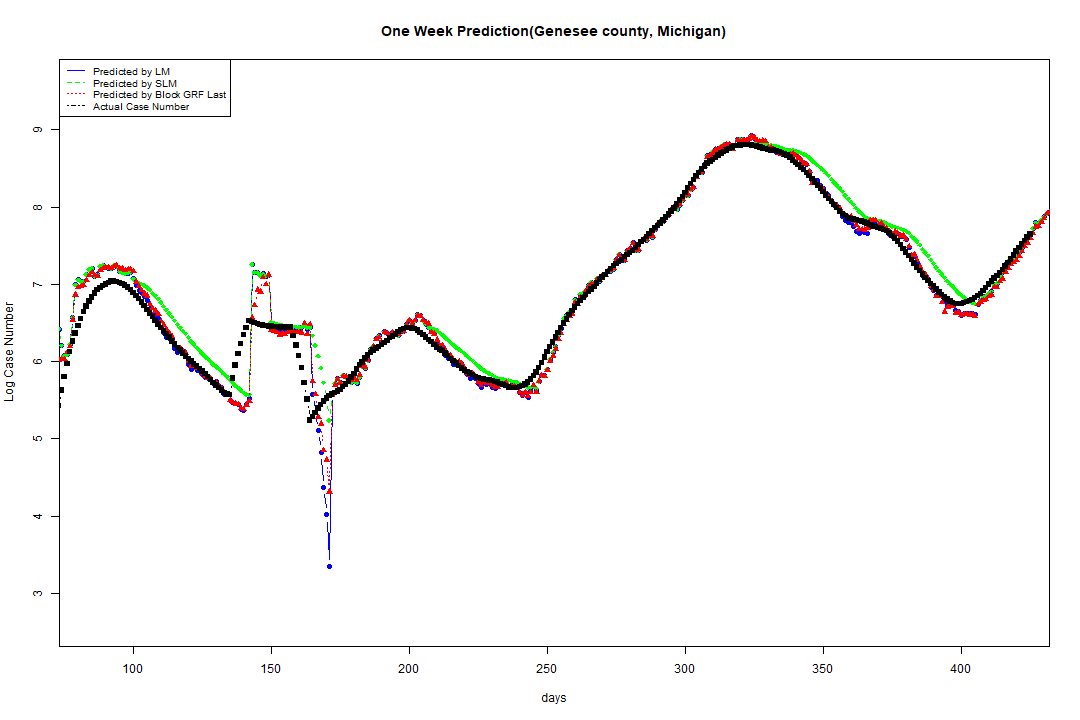 One Week Prediction(Genesee county, Michigan)
Predicted by LM
Predicted by SLM
Predicted by Block GRF Last
Actual Case Number
9
8
7
6
5
4
3
Log Case Number
100 150 200 250 300 350 400
days